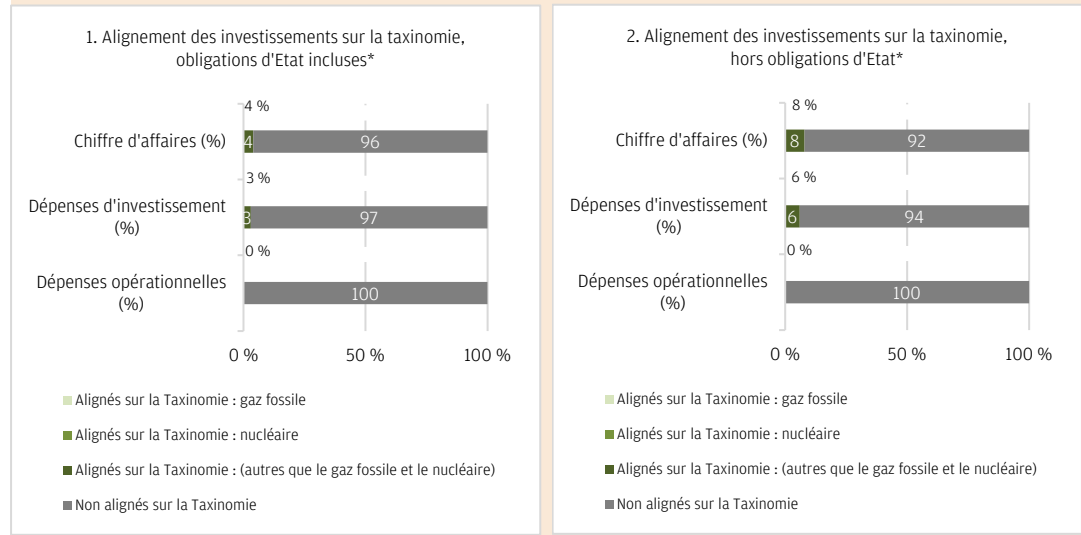 1. Alignement des investissements sur la taxinomie,
obligations d'Etat incluses*
4 %
Chiffre d'affaires (%)
4
96
3 %
Dépenses d'investissement
(%)
3
97
0 %
Dépenses opérationnelles
(%)
100
0 %
50 %
100 %
Alignés sur la Taxinomie : gaz fossile
Alignés sur la Taxinomie : nucléaire
Alignés sur la Taxinomie : (autres que le gaz fossile et le nucléaire)
Non alignés sur la Taxinomie
2. Alignement des investissements sur la taxinomie,
hors obligations d'Etat*
8 %
Chiffre d'affaires (%)
8
92
6 %
Dépenses d'investissement
(%)
6
94
0 %
Dépenses opérationnelles
(%)
100
0 %
50 %
100 %
Alignés sur la Taxinomie : gaz fossile
Alignés sur la Taxinomie : nucléaire
Alignés sur la Taxinomie : (autres que le gaz fossile et le nucléaire)
Non alignés sur la Taxinomie